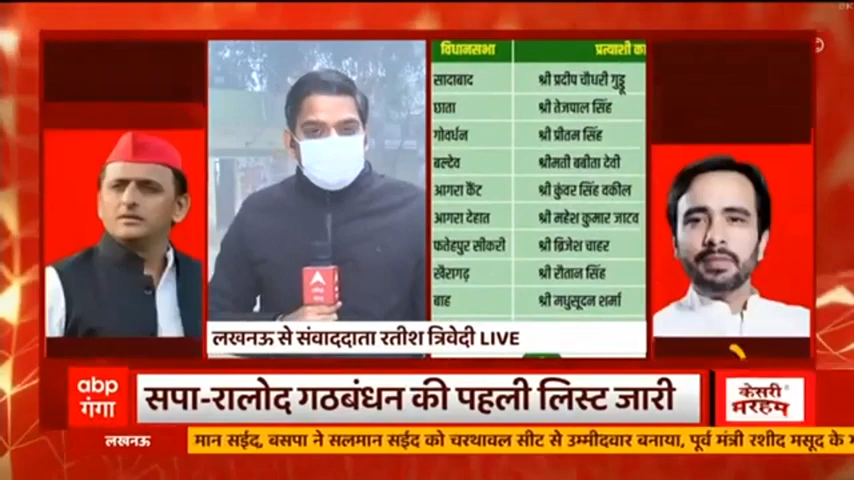 विधानसभा प्रत्याशी का
सादाबाद श्री प्रदीप चौधरी गुड्डू
छाता श्री तेजपाल सिंह
गोवर्धन श्री प्रीतम सिंह
बल्देव श्रीमती बबीता देवी
आगरा कैंट श्री कुंवर सिंह वकील
आगरा देहात श्री महेश कुमार जाटव
फतेहपुर सीकरी श्री ब्रिजेश चाहर
खैरागढ़ श्री रौतान सिंह
बाह श्री मधुसूदन शर्मा
लखनऊ से संवाददाता रतीश त्रिवेदी LIVE
abp
गंगा
सपा-रालोद गठबंधन की पहली लिस्ट जारी
केसरी
मरहम
लखनऊ
मान सईद, बसपा ने सलमान सईद को चरथावल सीट से उम्मीदवार बनाया, पूर्व मंत्री रशीद मसूद के